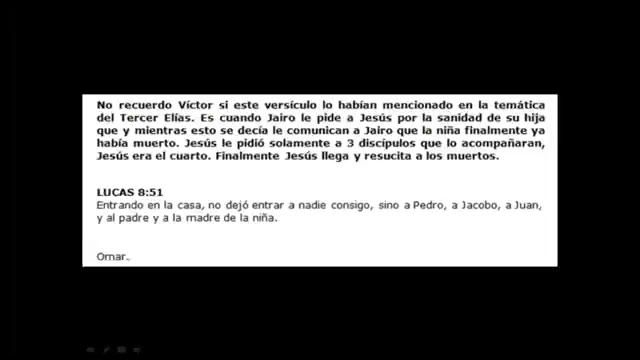 No recuerdo Víctor si este versículo lo habían mencionado en la temática
del Tercer Elías. Es cuando Jairo le pide a Jesús por la sanidad de su hija
que y mientras esto se decía le comunican a Jairo que la niña finalmente ya
había muerto. Jesús le pidió solamente a 3 discípulos que lo acompañaran,
Jesús era el cuarto. Finalmente Jesús llega y resucita a los muertos.
LUCAS 8:51
Entrando en la casa, no dejó entrar a nadie consigo, sino a Pedro, a Jacobo, a Juan,
y al padre y a la madre de la niña.
Omar.